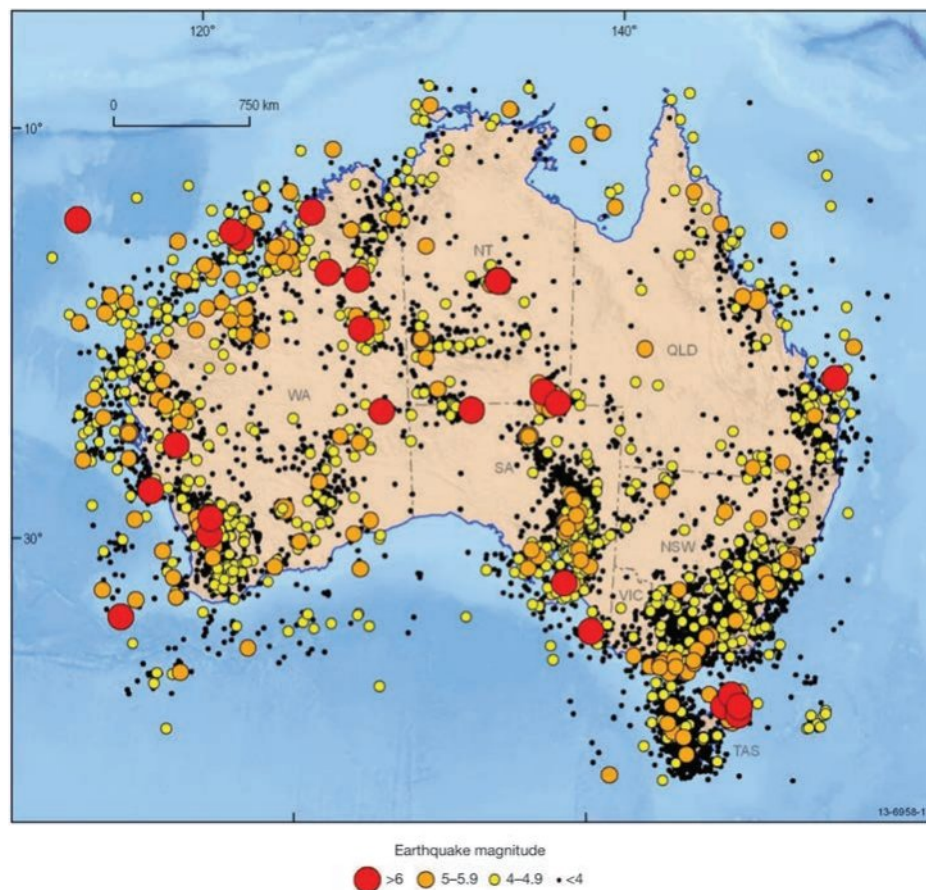 120° 140°
0 750 km
10°
NT
QLD
WA
SA
30°
NSW
VIC
TAS
13-6958-1
Earthquake magnitude
>6 5–5.9 4–4.9 <4